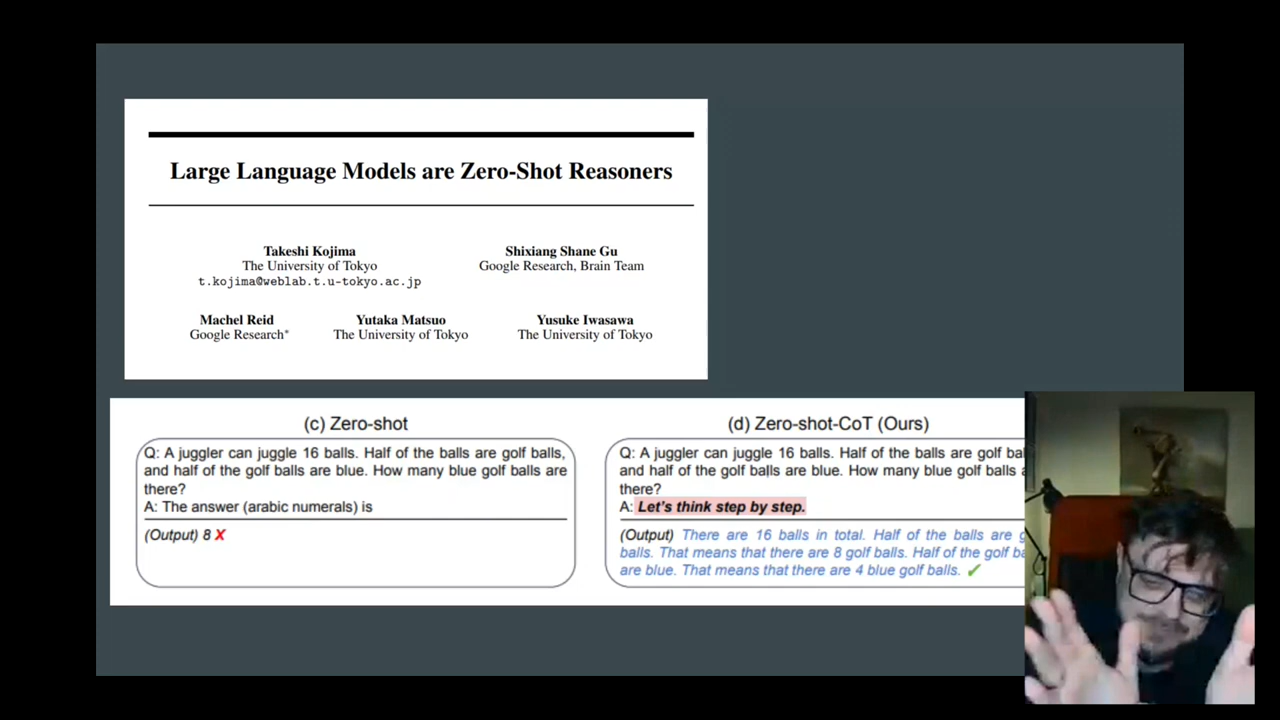 Large Language Models are Zero-Shot Reasoners
Takeshi Kojima
The University of Tokyo
t.kojima@weblab.t.u-tokyo.ac.jp
Shixiang Shane Gu
Google Research, Brain Team
Machel Reid
Google Research*
Yutaka Matsuo
The University of Tokyo
Yusuke Iwasawa
The University of Tokyo
(c) Zero-shot
Q: A juggler can juggle 16 balls. Half of the balls are golf balls,
and half of the golf balls are blue. How many blue golf balls are
there?
A: The answer (arabic numerals) is
(Output) 8 X
(d) Zero-shot-CoT (Ours)
Q: A juggler can juggle 16 balls. Half of the balls are golf
and half of the golf balls are blue. How many blue golf balls
there?
A: Let's think step by step.
(Output) There are 16 balls in total. Half of the balls are
balls. That means that there are 8 golf balls. Half of the golf
are blue. That means that there are 4 blue golf balls. ✓